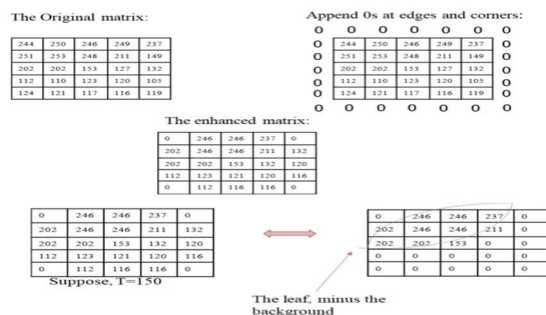 The Original matrix:
Append 0s at edges and corners:
244 250 246 249 237
251 253 248 211 149
202 202 153 127 132
112 110 123 120 105
124 121 117 116 119
0 0 0 0 0 0 0
0 244 250 246 249 237 0
0 251 253 248 211 149 0
0 202 202 153 127 132 0
0 112 110 123 120 105 0
0 124 121 117 116 119 0
0 0 0 0 0 0 0
The enhanced matrix:
0 246 246 237 0
202 246 246 211 132
202 202 153 132 120
112 123 121 120 116
0 112 116 116 0
0 246 246 237 0
202 246 246 211 132
202 202 153 132 120
112 123 121 120 116
0 112 116 116 0
Suppose, T=150
0 246 246 237 0
202 246 246 211 0
202 202 153 0 0
0 0 0 0 0
0 0 0 0 0
The leaf, minus the
background